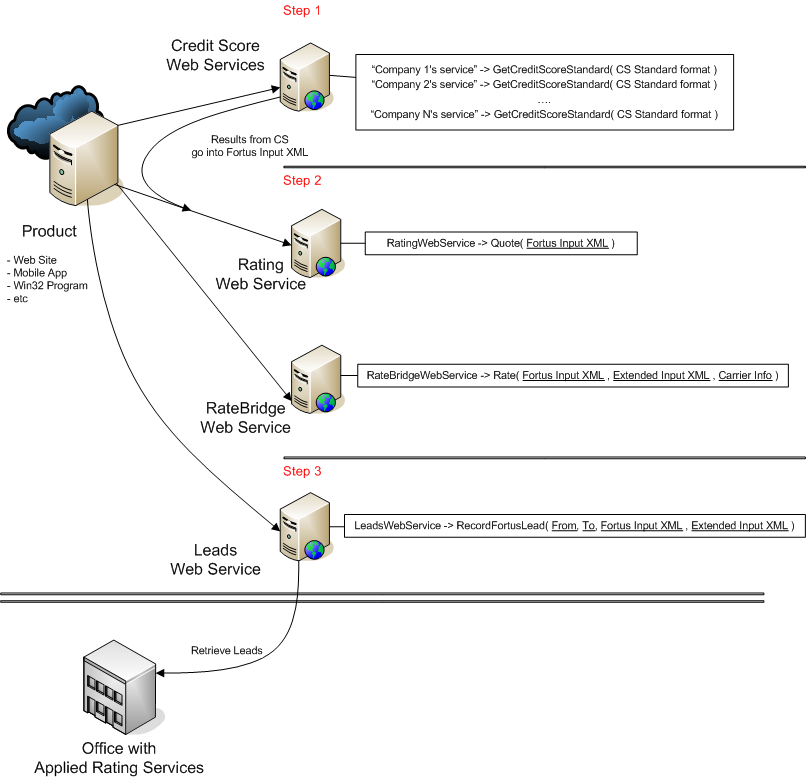 Step 1
Credit Score
Web Services
“Company 1's service” -> GetCreditScoreStandard( CS Standard format )
“Company 2's service” -> GetCreditScoreStandard( CS Standard format )
....
“Company N's service” -> GetCreditScoreStandard( CS Standard format )
Results from CS
go into Fortus Input XML
Step 2
Product
- Web Site
- Mobile App
- Win32 Program
- etc
RatingWebService -> Quote( Fortus Input XML )
Rating
Web Service
RateBridgeWebService -> Rate( Fortus Input XML , Extended Input XML , Carrier Info )
RateBridge
Web Service
Step 3
LeadsWebService -> RecordFortusLead( From, To, Fortus Input XML , Extended Input XML )
Leads
Web Service
Retrieve Leads
Office with
Applied Rating Services